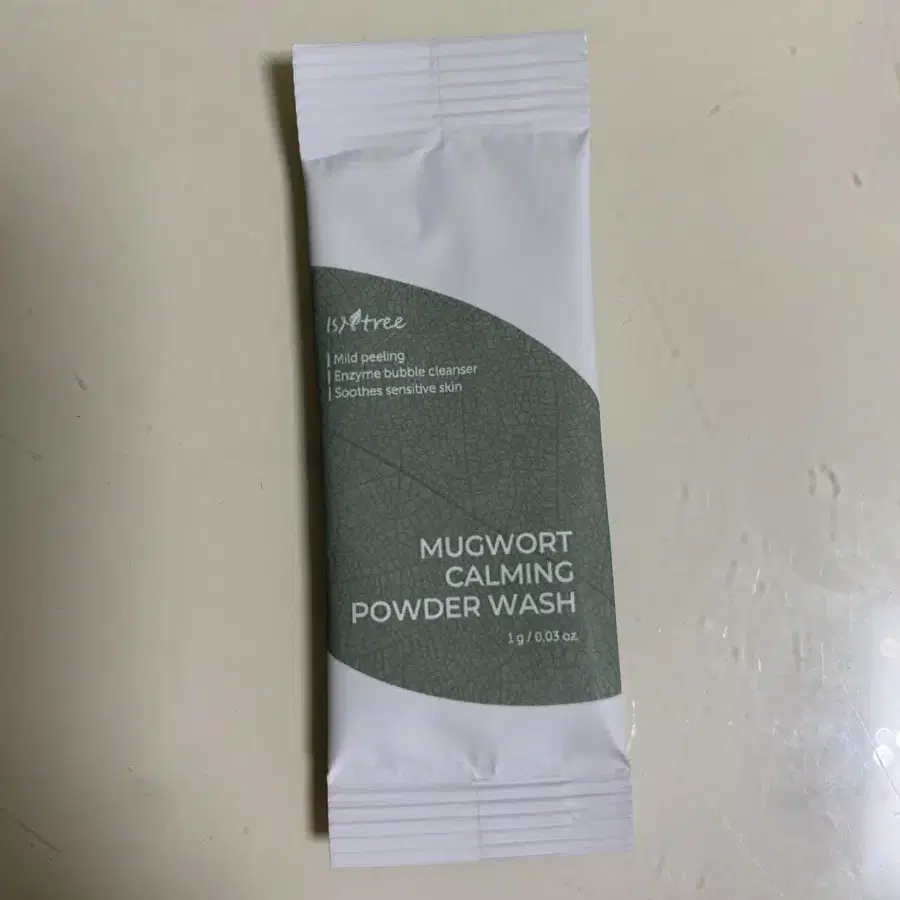 Isntree
Mild peeling
Enzyme bubble cleanser
Soothes sensitive skin
MUGWORT
CALMING
POWDER WASH
1 g / 0.03 oz.